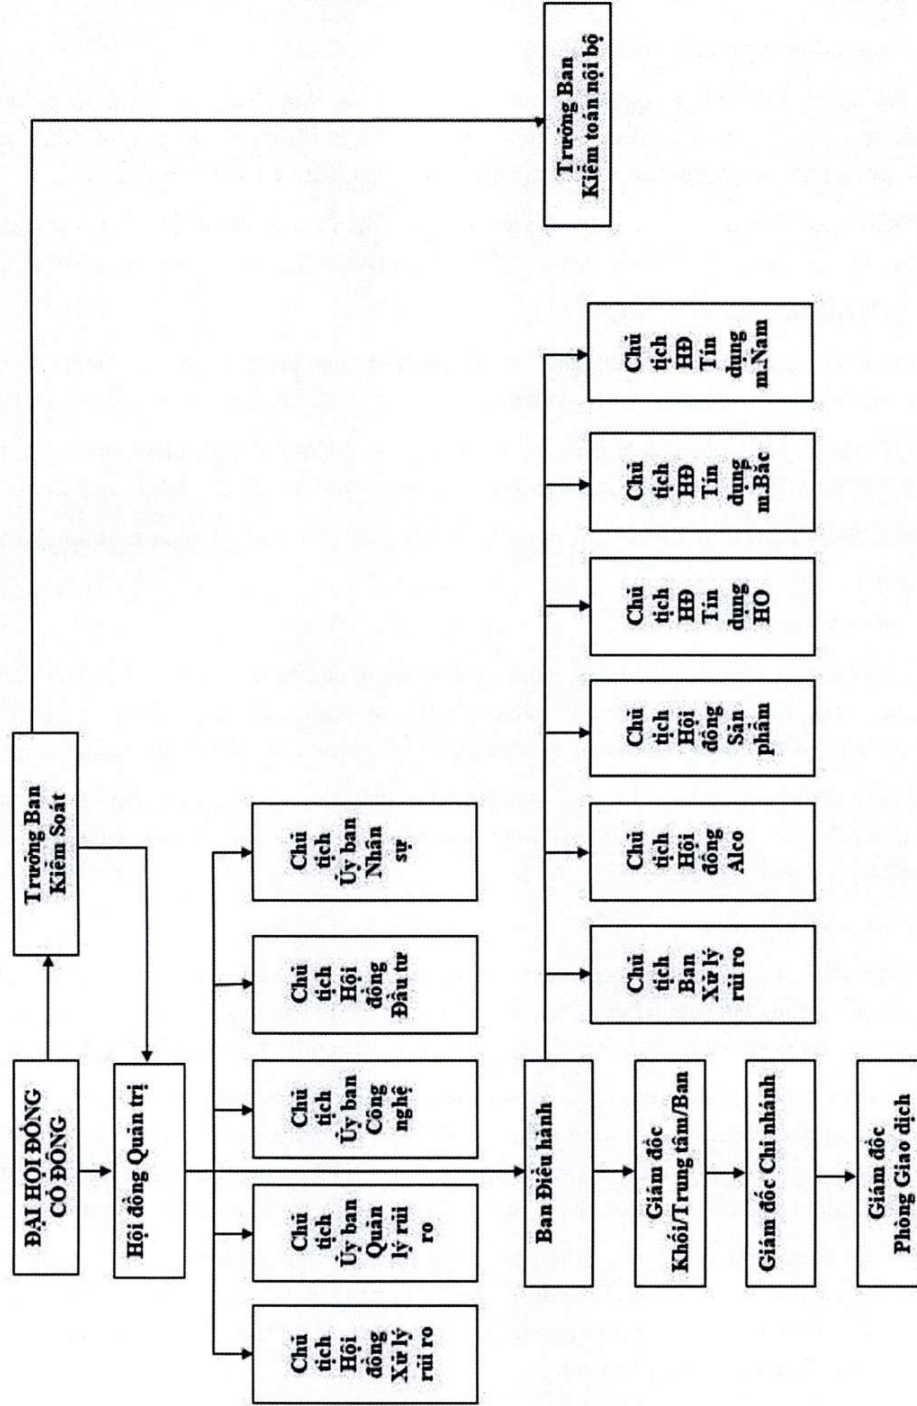 ĐẠI HỘI ĐỒNG
CỔ ĐÔNG
Trưởng Ban
Kiểm Soát
Hội đồng Quản trị
Chủ
tịch
Hội
đồng
Xử lý
rủi ro
Chủ
tịch
Ủy ban
Quản
lý rủi
ro
Chủ
tịch
Ủy ban
Công
nghệ
Chủ
tịch
Hội
đồng
Đầu tư
Chủ
tịch
Ủy ban
Nhân
sự
Ban Điều hành
Trưởng Ban
Kiểm toán nội bộ
Chủ
tịch
Ban
Xử lý
rủi ro
Chủ
tịch
Hội
đồng
Alco
Chủ
tịch
Hội
đồng
Sản
phẩm
Chủ
tịch
HĐ
Tín
dụng
HO
Chủ
tịch
HĐ
Tín
dụng
m.Bắc
Chủ
tịch
HĐ
Tín
dụng
m.Nam
Giám đốc
Khối/Trung tâm/Ban
Giám đốc Chi nhánh
Giám đốc
Phòng Giao dịch